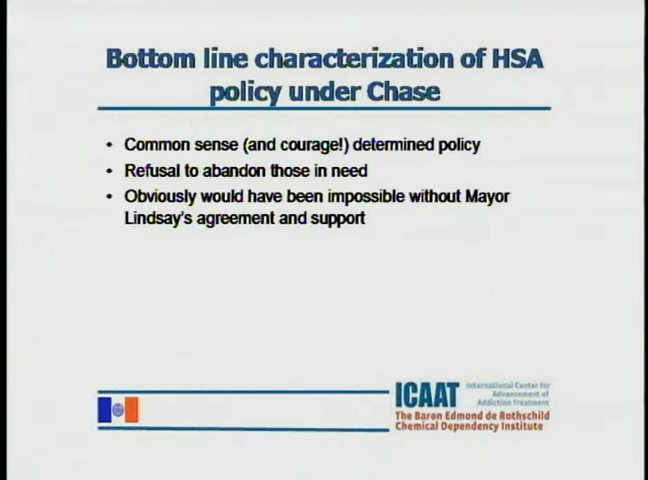 Bottom line characterization of HSA
policy under Chase
• Common sense (and courage!) determined policy
• Refusal to abandon those in need
• Obviously would have been impossible without Mayor
Lindsay's agreement and support
ICAAT
International Center for
Advancement of
Addiction Treatment
The Baron Edmond de Rothschild
Chemical Dependency Institute